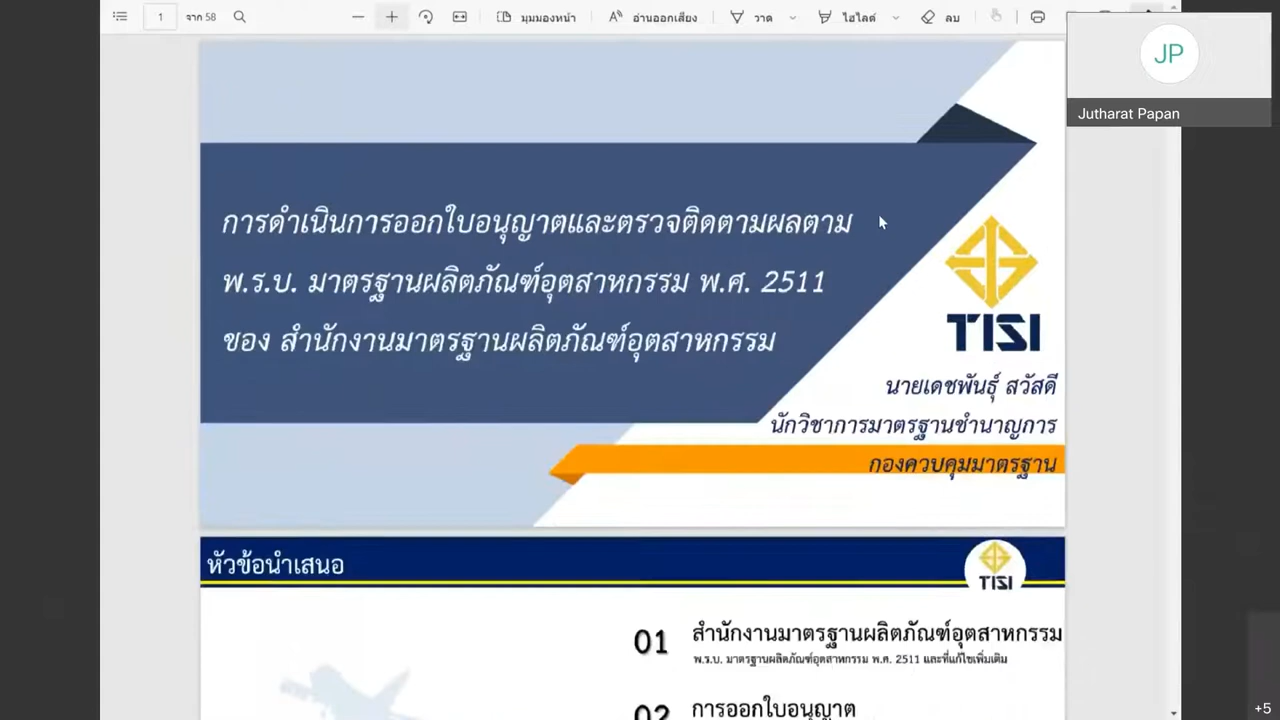 1 จาก 58 มุมมองหน้า อ่านออกเสียง วาด ไฮไลต์ ลบ
JP
Jutharat Papan
การดำเนินการออกใบอนุญาตและตรวจติดตามผลตาม
พ.ร.บ. มาตรฐานผลิตภัณฑ์อุตสาหกรรม พ.ศ. 2511
ของ สำนักงานมาตรฐานผลิตภัณฑ์อุตสาหกรรม
TISI
นายเดชพันธุ์ สวัสดี
นักวิชาการมาตรฐานชำนาญการ
กองควบคุมมาตรฐาน
หัวข้อนำเสนอ
TISI
01 สำนักงานมาตรฐานผลิตภัณฑ์อุตสาหกรรม
พ.ร.บ. มาตรฐานผลิตภัณฑ์อุตสาหกรรม พ.ศ. 2511 และที่แก้ไขเพิ่มเติม
02 การออกใบอนุญาต
+5